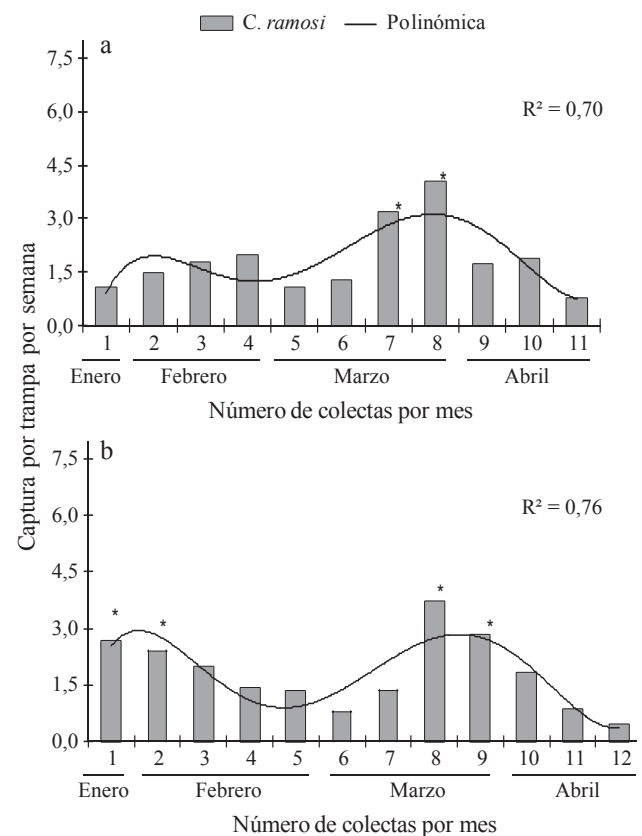 C. ramosi Polinómica
a
7,5
6,0
R² = 0,70
4,5
* *
3,0
1,5
0,0
1 2 3 4 5 6 7 8 9 10 11
Enero Febrero Marzo Abril
Número de colectas por mes
Captura por trampa por semana
b
7,5
6,0
R² = 0,76
4,5
* * * *
3,0
1,5
0,0
1 2 3 4 5 6 7 8 9 10 11 12
Enero Febrero Marzo Abril
Número de colectas por mes